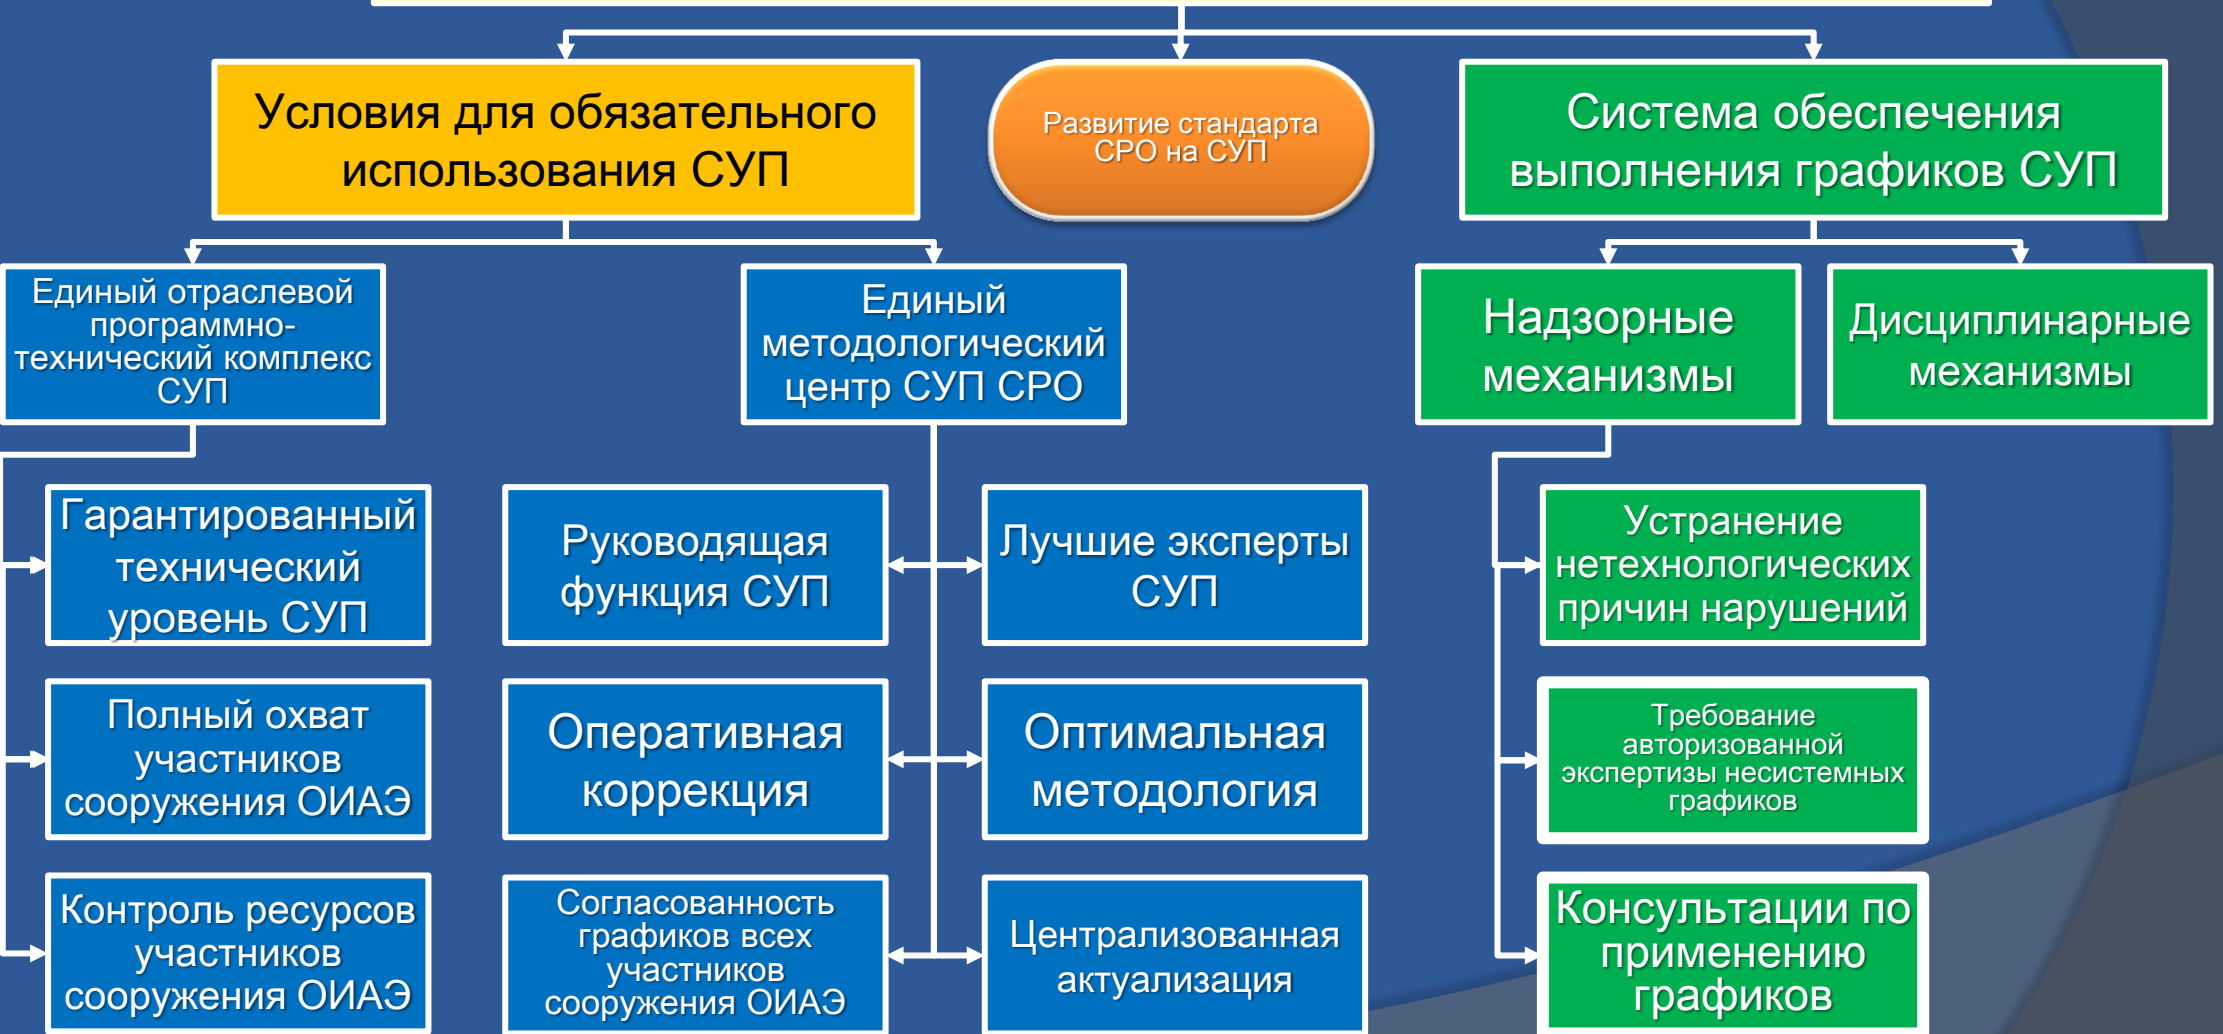 Условия для обязательного
использования СУП
Развитие стандарта
СРО на СУП
Система обеспечения
выполнения графиков СУП
Единый отраслевой
программно-
технический комплекс
СУП
Единый
методологический
центр СУП СРО
Надзорные
механизмы
Дисциплинарные
механизмы
Гарантированный
технический
уровень СУП
Руководящая
функция СУП
Лучшие эксперты
СУП
Устранение
нетехнологических
причин нарушений
Полный охват
участников
сооружения ОИАЭ
Оперативная
коррекция
Оптимальная
методология
Требование
авторизованной
экспертизы несистемных
графиков
Контроль ресурсов
участников
сооружения ОИАЭ
Согласованность
графиков всех
участников
сооружения ОИАЭ
Централизованная
актуализация
Консультации по
применению
графиков